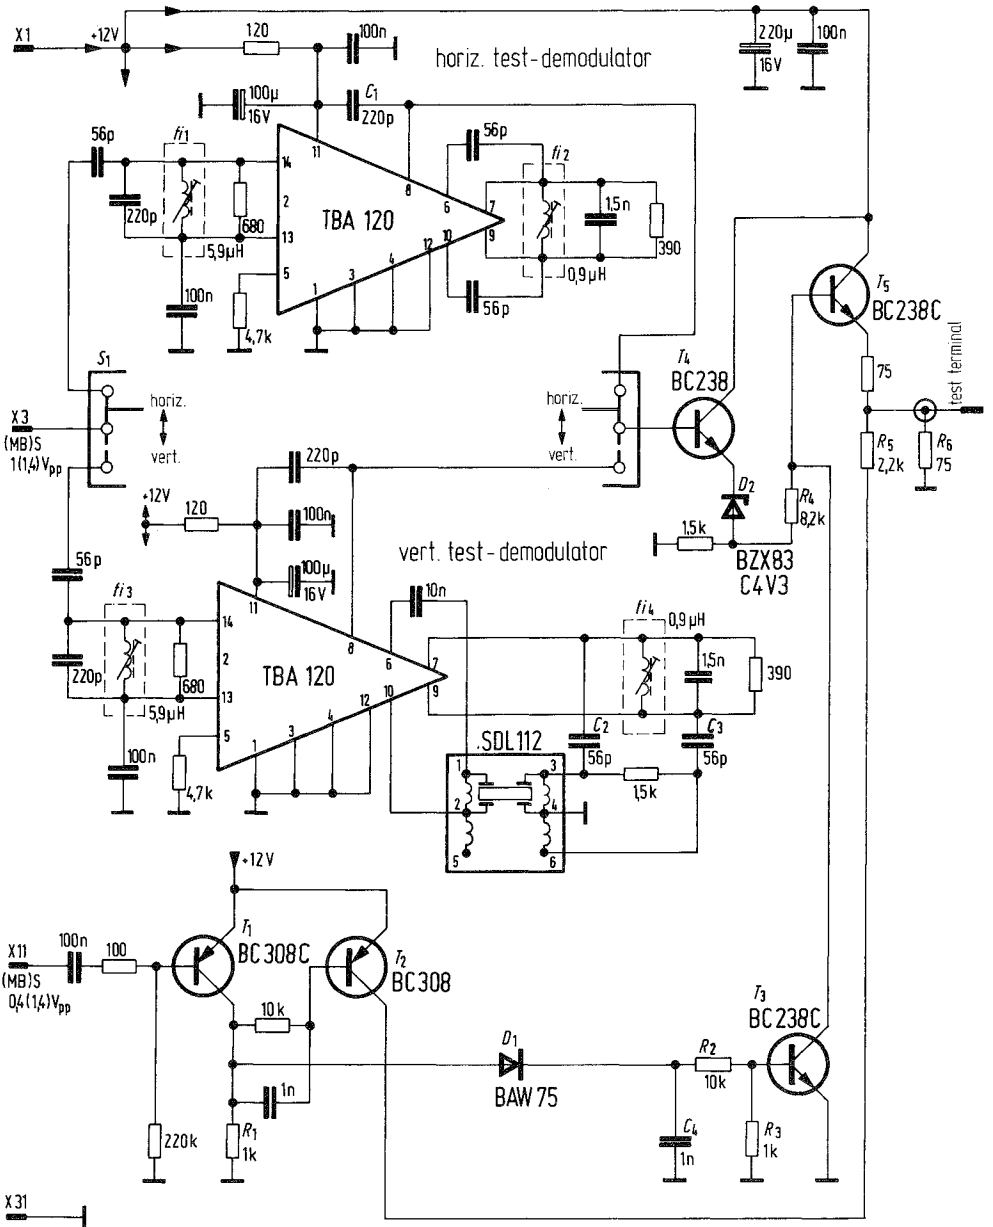 X1
+12V
120
100n
horiz. test-demodulator
220µ
16V
100n
100µ
16V
C1
220p
56p
fi1
56p
fi2
14
11
8
2
TBA 120
6
7
1,5n
220p
680
13
10
9
390
5,9µH
5
12
4
3
1
0,9µH
56p
100n
4,7k
T5
BC238C
S1
T4
BC238
75
test terminal
X3
(MB)S
1(1,4)Vpp
horiz.
vert.
horiz.
vert.
R5
2,2k
R6
75
220p
D2
R4
8,2k
+12V
120
100n
1,5k
BZX83
C4V3
vert. test-demodulator
56p
100µ
16V
10n
fi3
fi4
0,9µH
14
11
8
2
TBA 120
6
7
1,5n
220p
680
13
10
9
390
5,9µH
5
12
4
3
1
C2
56p
C3
56p
SDL112
100n
4,7k
1
3
1,5k
2
4
5
6
+12V
X11
(MB)S
0,4(1,4)Vpp
100n
100
T1
BC308C
T2
BC308
T3
BC238C
10k
D1
BAW75
R2
10k
1n
220k
R1
1k
C4
1n
R3
1k
X31